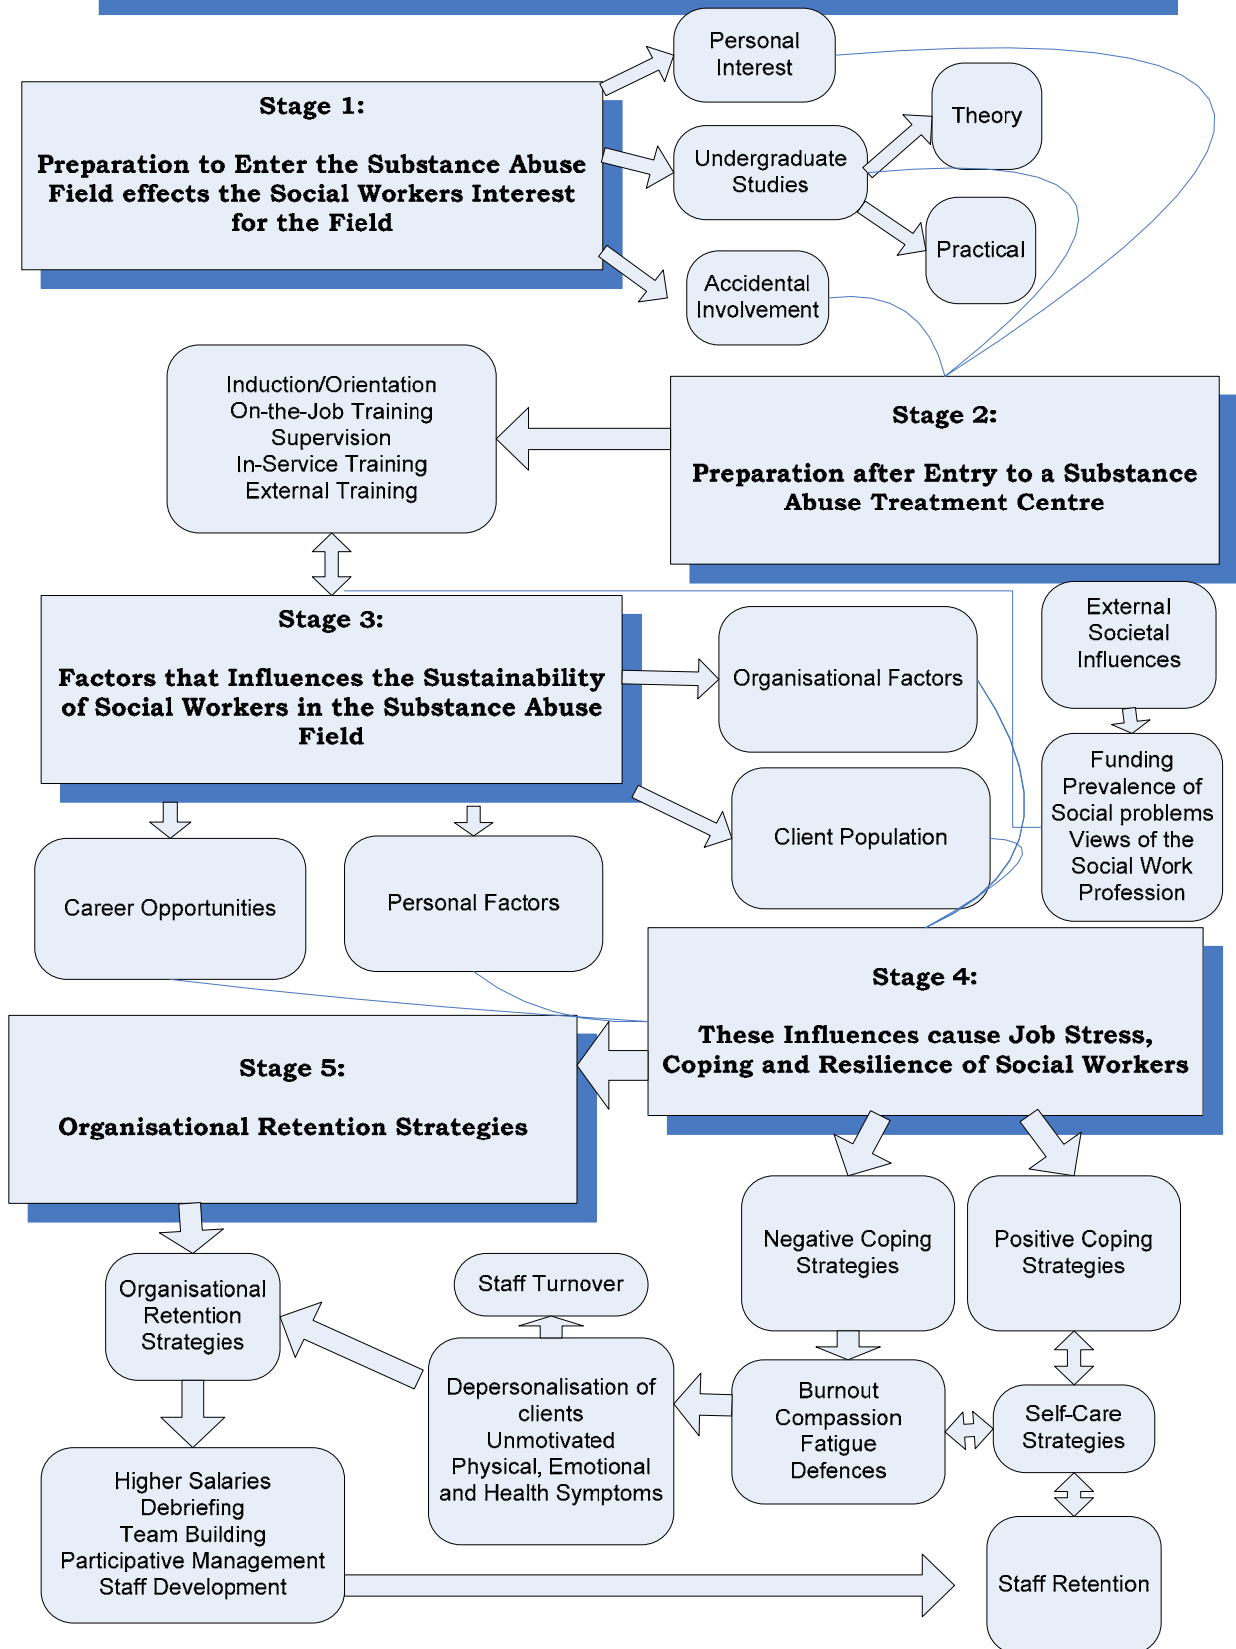 Personal
Interest
Stage 1:
Preparation to Enter the Substance Abuse
Field effects the Social Workers Interest
for the Field
Theory
Undergraduate
Studies
Practical
Accidental
Involvement
Induction/Orientation
On-the-Job Training
Supervision
In-Service Training
External Training
Stage 2:
Preparation after Entry to a Substance
Abuse Treatment Centre
Stage 3:
Factors that Influences the Sustainability
of Social Workers in the Substance Abuse
Field
Organisational Factors
External
Societal
Influences
Client Population
Funding
Prevalence of
Social problems
Views of the
Social Work
Profession
Career Opportunities
Personal Factors
Stage 4:
These Influences cause Job Stress,
Coping and Resilience of Social Workers
Stage 5:
Organisational Retention Strategies
Negative Coping
Strategies
Positive Coping
Strategies
Staff Turnover
Organisational
Retention
Strategies
Depersonalisation of
clients
Unmotivated
Physical, Emotional
and Health Symptoms
Burnout
Compassion
Fatigue
Defences
Self-Care
Strategies
Higher Salaries
Debriefing
Team Building
Participative Management
Staff Development
Staff Retention